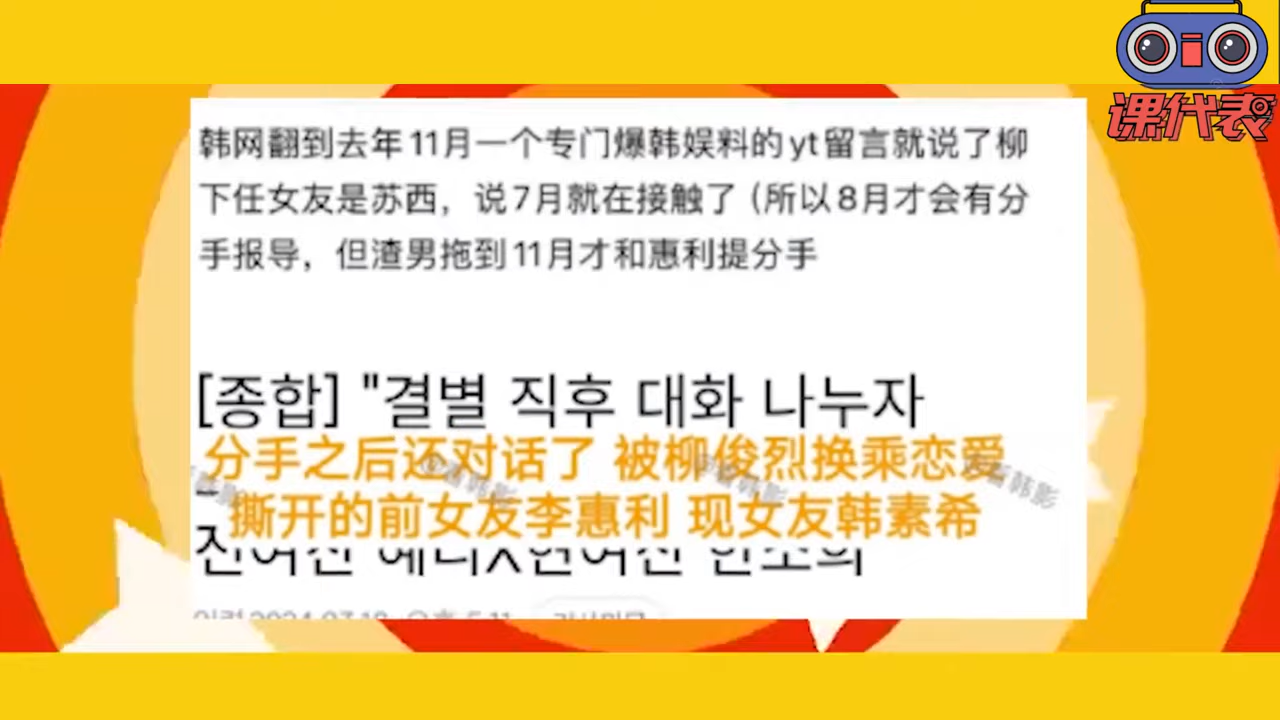 课代表
韩网翻到去年11月一个专门爆韩娱料的yt留言就说了柳
下任女友是苏西，说7月就在接触了（所以8月才会有分
手报导，但渣男拖到11月才和惠利提分手
[종합] "결별 직후 대화 나누자
分手之后还对话了 被柳俊烈换乘恋爱
撕开的前女友李惠利 现女友韩素希